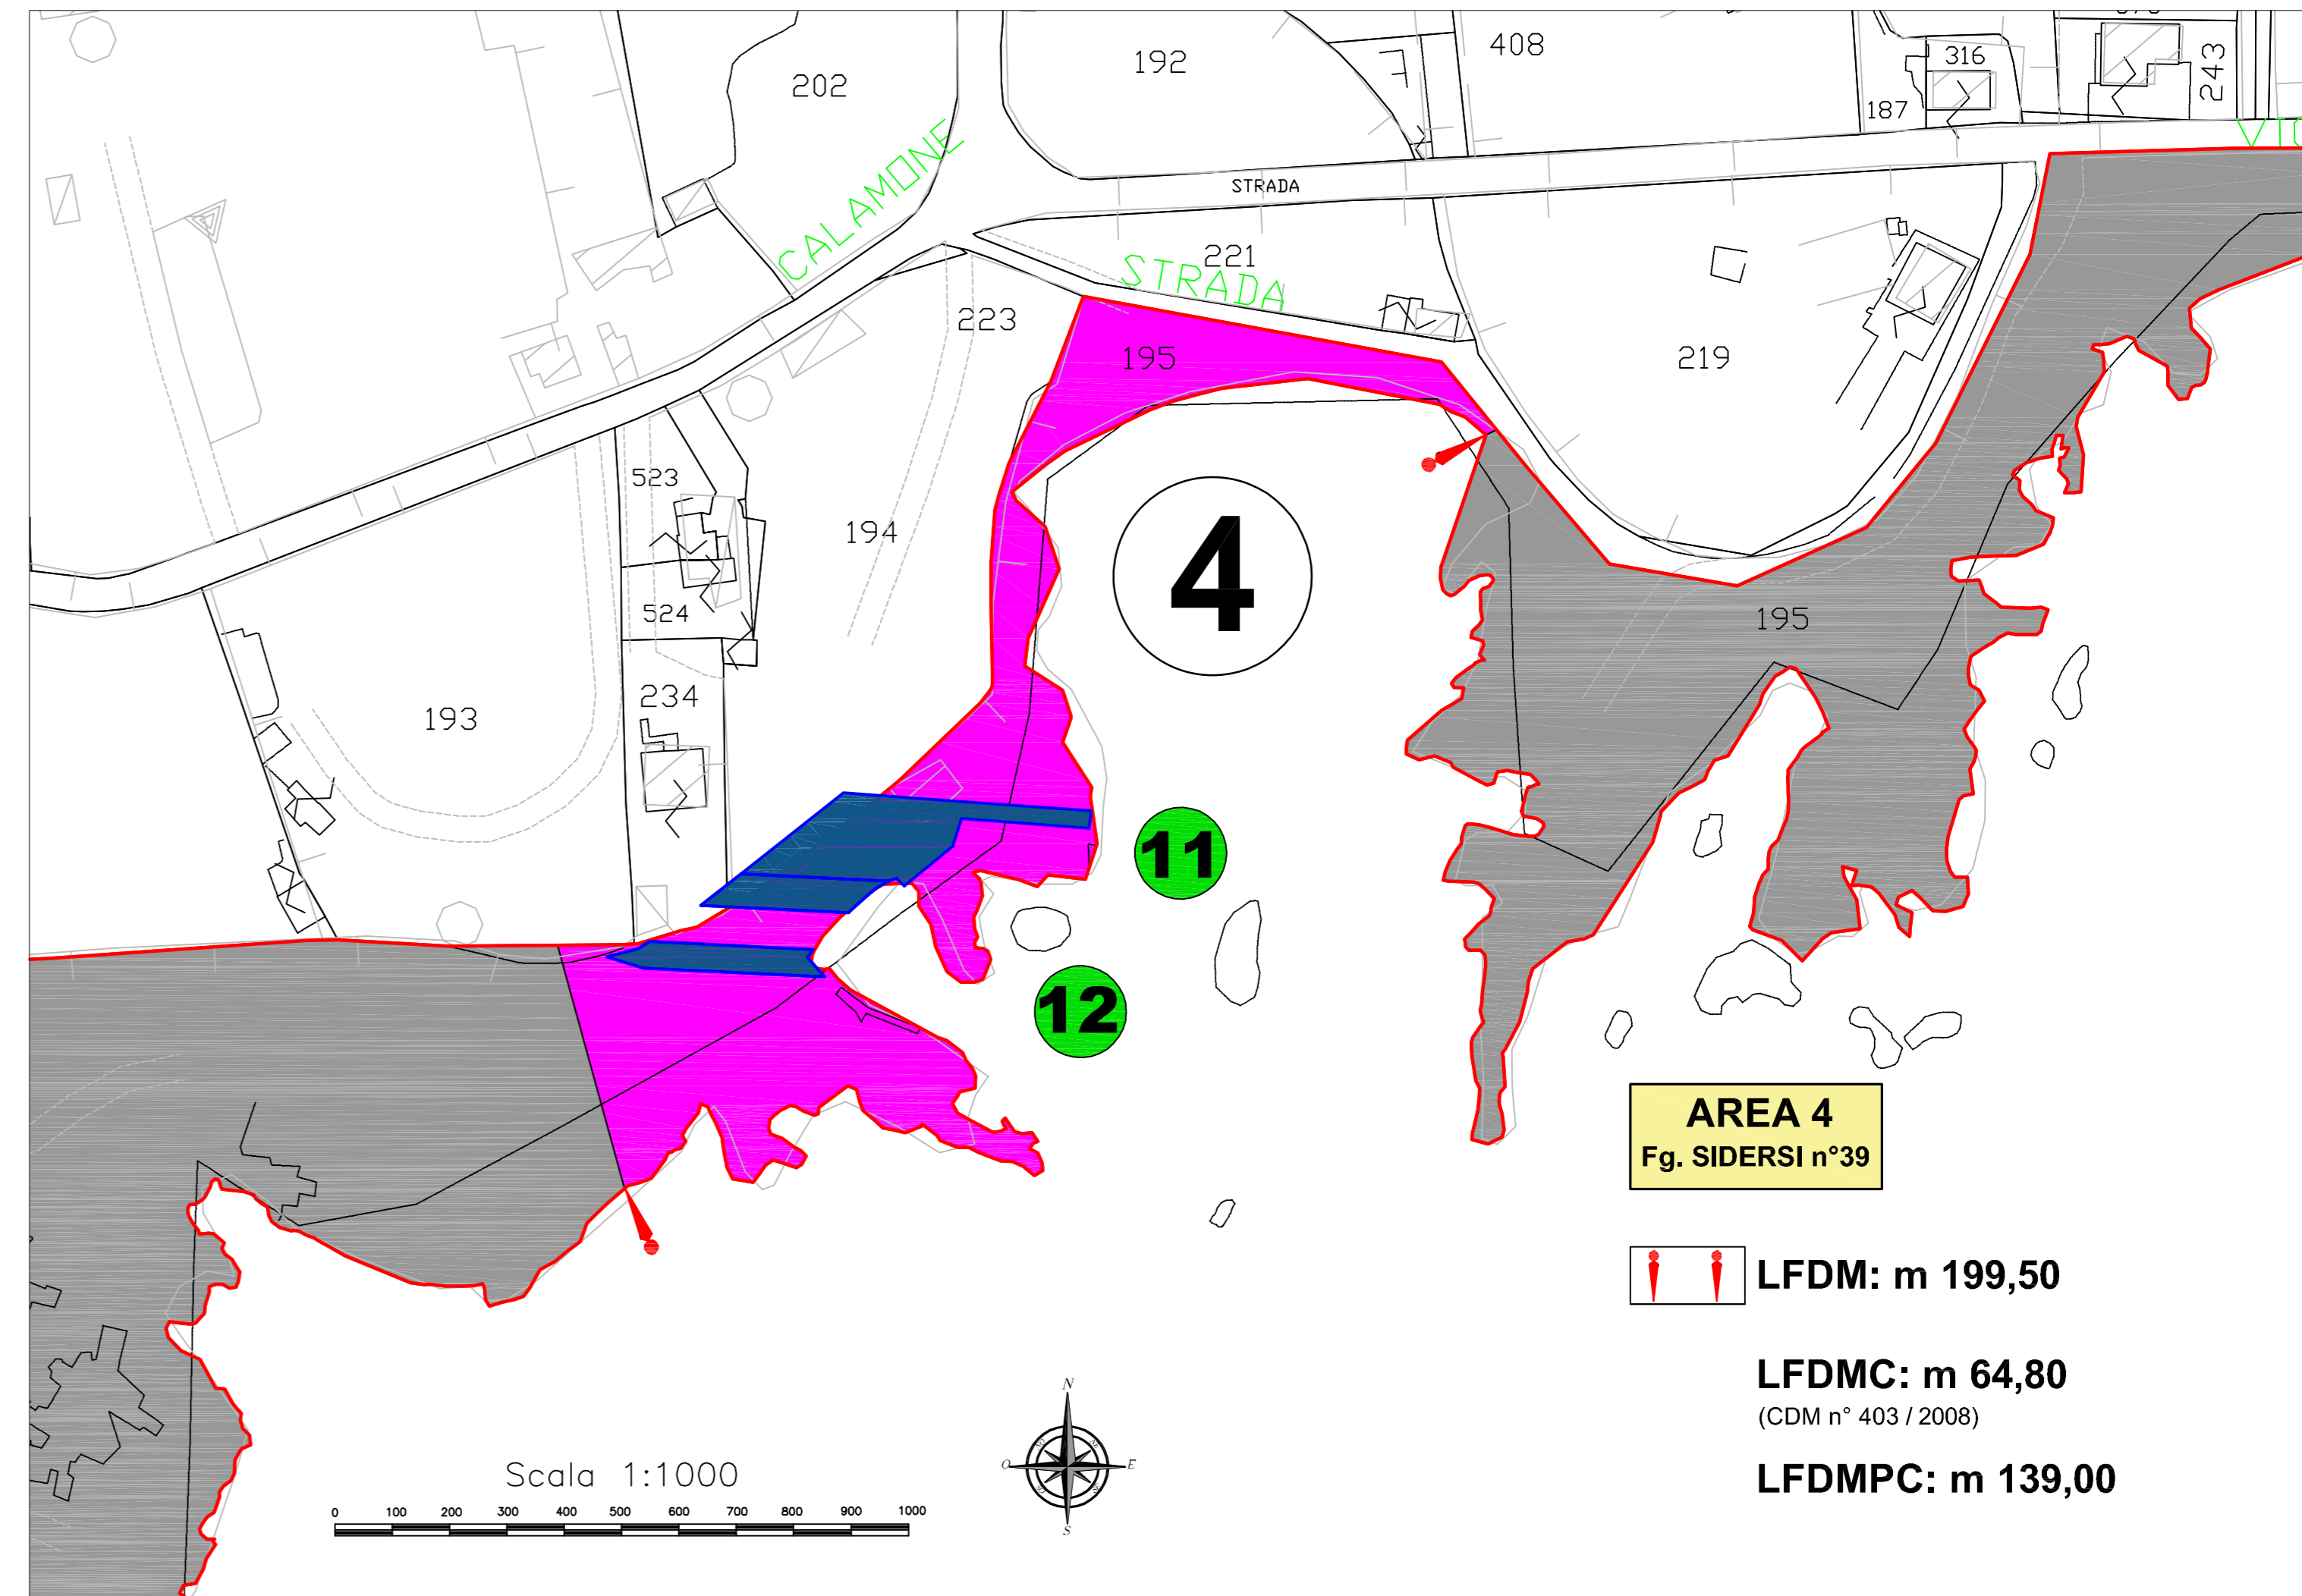 202
192
408
316
243
187
CALAMONE
STRADA
221
STRADA
223
195
219
523
194
4
524
195
234
193
11
12
AREA 4
Fg. SIDERSI n°39
LFDM: m 199,50
LFDMC: m 64,80
(CDM n° 403 / 2008)
LFDMPC: m 139,00
Scala 1:1000
0 100 200 300 400 500 600 700 800 900 1000
N
O E
S